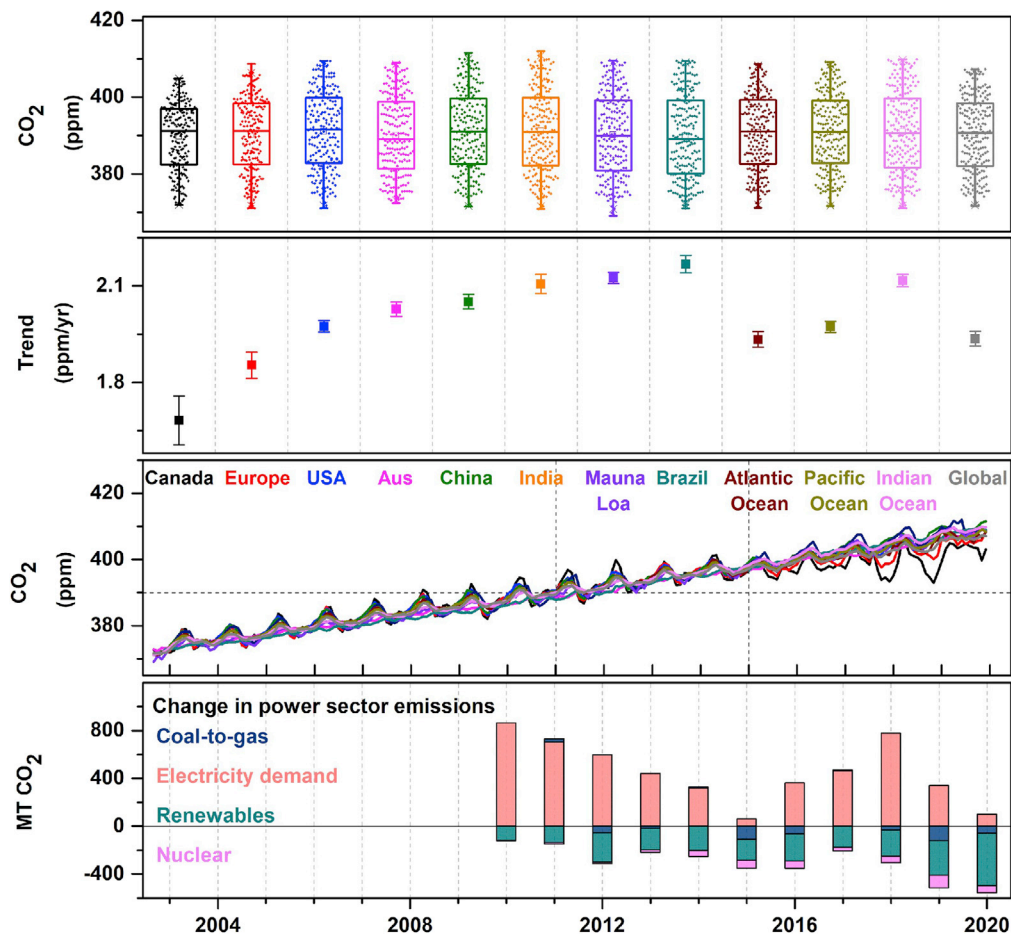 420
400
380
CO2
(ppm)
2.1
1.8
Trend
(ppm/yr)
Canada Europe USA Aus China India Mauna Loa Brazil Atlantic Ocean Pacific Ocean Indian Ocean Global
420
400
380
CO2
(ppm)
Change in power sector emissions
Coal-to-gas
Electricity demand
Renewables
Nuclear
800
400
0
-400
MT CO2
2004 2008 2012 2016 2020